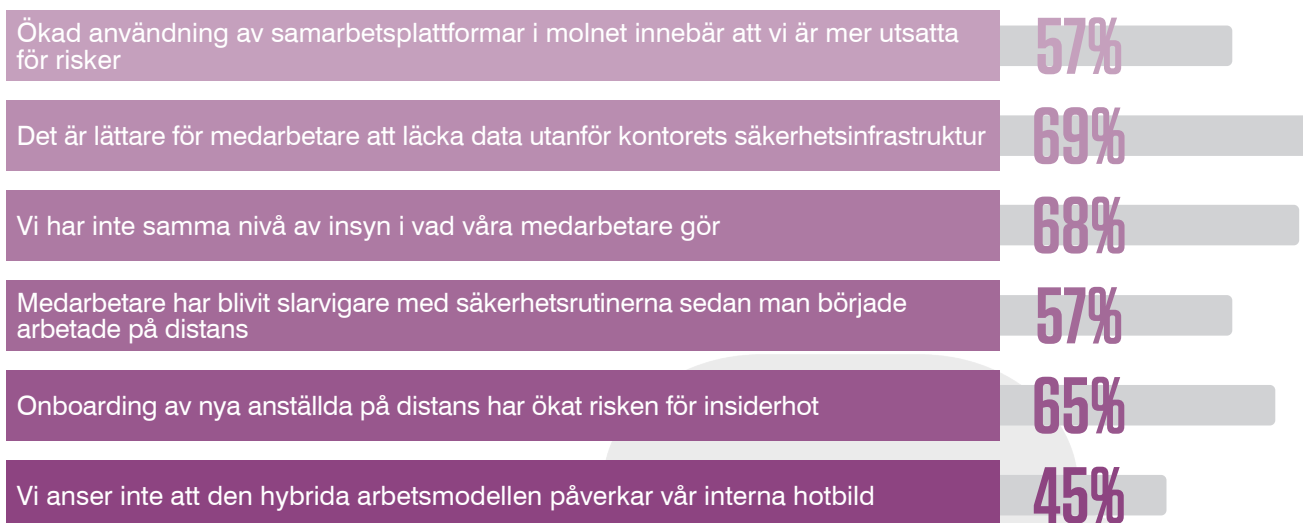 Ökad användning av samarbetsplattformar i molnet innebär att vi är mer utsatta
för risker
57%
Det är lättare för medarbetare att läcka data utanför kontorets säkerhetsinfrastruktur
69%
Vi har inte samma nivå av insyn i vad våra medarbetare gör
68%
Medarbetare har blivit slarvigare med säkerhetsrutinerna sedan man började
arbetade på distans
57%
Onboarding av nya anställda på distans har ökat risken för insiderhot
65%
Vi anser inte att den hybrida arbetsmodellen påverkar vår interna hotbild
45%